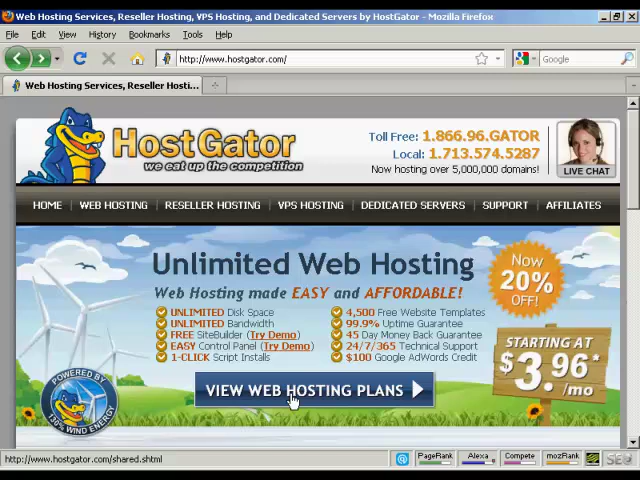 Web Hosting Services, Reseller Hosting, VPS Hosting, and Dedicated Servers by HostGator - Mozilla Firefox
File Edit View History Bookmarks Tools Help
http://www.hostgator.com/
Google
Web Hosting Services, Reseller Hosti...
HostGator
we eat up the competition
Toll Free: 1.866.96.GATOR
Local: 1.713.574.5287
Now hosting over 5,000,000 domains!
LIVE CHAT
HOME | WEB HOSTING | RESELLER HOSTING | VPS HOSTING | DEDICATED SERVERS | SUPPORT | AFFILIATES
Unlimited Web Hosting
Web Hosting made EASY and AFFORDABLE!
Now
20%
OFF!
UNLIMITED Disk Space
UNLIMITED Bandwidth
FREE SiteBuilder (Try Demo)
EASY Control Panel (Try Demo)
1-CLICK Script Installs
4,500 Free Website Templates
99.9% Uptime Guarantee
45 Day Money Back Guarantee
24/7/365 Technical Support
$100 Google AdWords Credit
STARTING AT
$3.96*
/mo
VIEW WEB HOSTING PLANS
POWERED BY
130% WIND ENERGY
http://www.hostgator.com/shared.shtml
PageRank
Alexa
Compete
mozRank
SEO